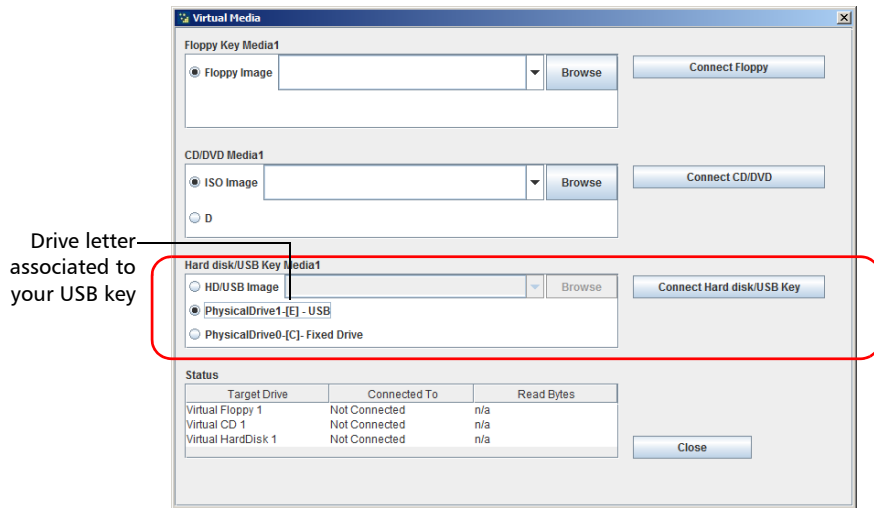 Virtual Media
Floppy Key Media1
Floppy Image
Browse
Connect Floppy
CD/DVD Media1
ISO Image
Browse
Connect CD/DVD
D
Drive letter
associated to
your USB key
Hard disk/USB Key Media1
HD/USB Image
Browse
Connect Hard disk/USB Key
PhysicalDrive1-[E] - USB
PhysicalDrive0-[C]- Fixed Drive
Status
Target Drive Connected To Read Bytes
Virtual Floppy 1 Not Connected n/a
Virtual CD 1 Not Connected n/a
Virtual HardDisk 1 Not Connected n/a
Close